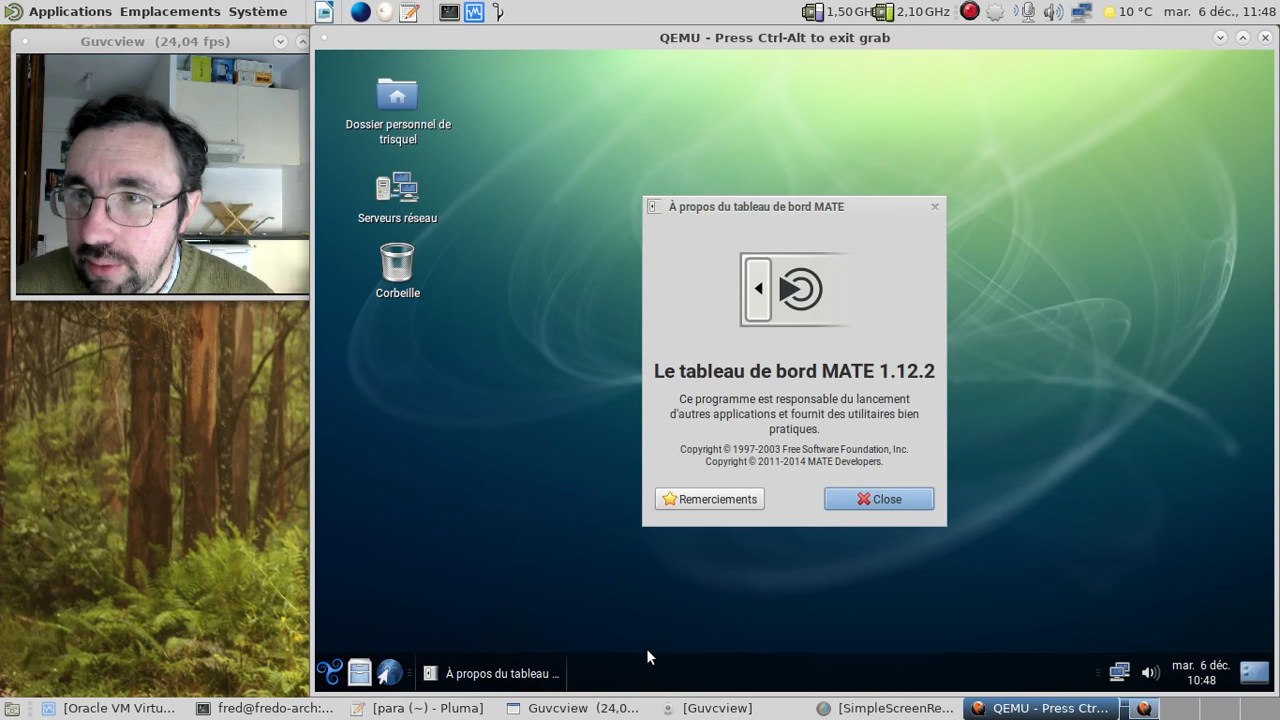 Applications Emplacements Système
1,50 GH
2,10 GHz
10 °C
mar. 6 déc., 11:48
Guvcview (24,04 fps)
QEMU - Press Ctrl-Alt to exit grab
Dossier personnel de
trisquel
Serveurs réseau
Corbeille
À propos du tableau de bord MATE
Le tableau de bord MATE 1.12.2
Ce programme est responsable du lancement
d'autres applications et fournit des utilitaires bien
pratiques.
Copyright © 1997-2003 Free Software Foundation, Inc.
Copyright © 2011-2014 MATE Developers.
Remerciements
Close
À propos du tableau ...
mar. 6 déc.
10:48
[Oracle VM Virtu...
fred@fredo-arch:...
[para (~) - Pluma]
Guvcview (24,0...
[Guvcview]
[SimpleScreenRe...
QEMU - Press Ctr...